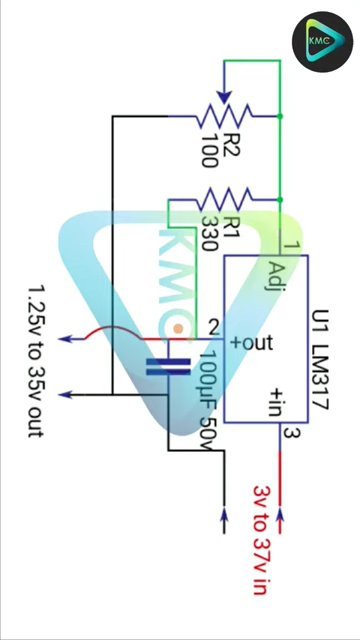 KMC
R2
100
R1
330
1
Adj
U1 LM317
2
+out
+in
3
100µF 50v
KMC
1.25v to 35v out
3v to 37v in